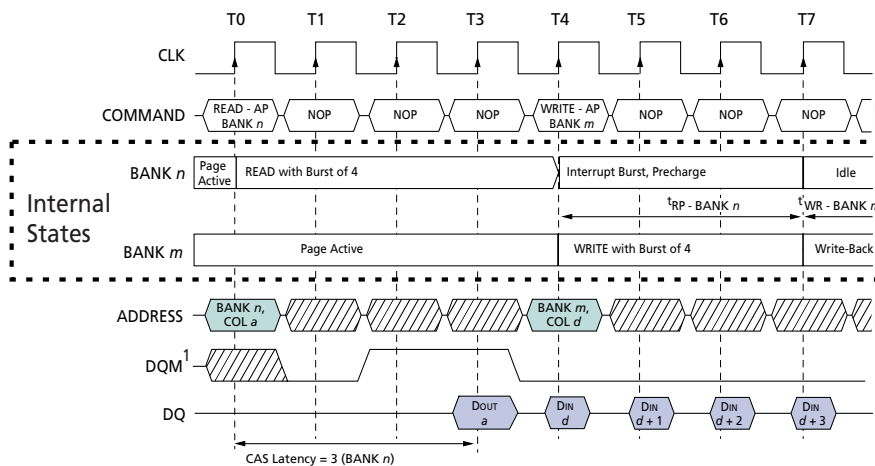 T0 T1 T2 T3 T4 T5 T6 T7
CLK
COMMAND
READ - AP
BANK n
NOP
NOP
NOP
WRITE - AP
BANK m
NOP
NOP
NOP
Internal
States
BANK n
Page
Active
READ with Burst of 4
Interrupt Burst, Precharge
Idle
tRP - BANK n
tWR - BANK m
BANK m
Page Active
WRITE with Burst of 4
Write-Back
ADDRESS
BANK n,
COL a
BANK m,
COL d
DQM1
DQ
DOUT
a
DIN
d
DIN
d + 1
DIN
d + 2
DIN
d + 3
CAS Latency = 3 (BANK n)